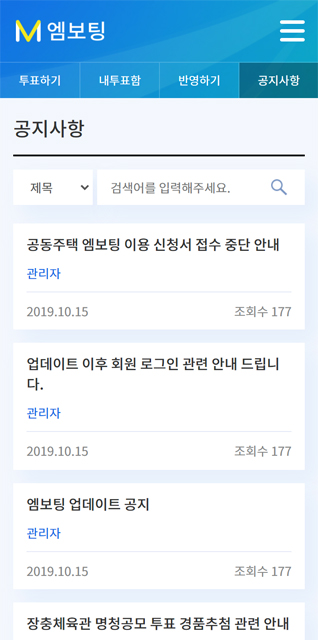 엠보팅
투표하기 내투표함 반영하기 공지사항
공지사항
제목 검색어를 입력해주세요.
공동주택 엠보팅 이용 신청서 접수 중단 안내
관리자
2019.10.15 조회수 177
업데이트 이후 회원 로그인 관련 안내 드립니
다.
관리자
2019.10.15 조회수 177
엠보팅 업데이트 공지
관리자
2019.10.15 조회수 177
장충체육관 명칭공모 투표 경품추첨 관련 안내